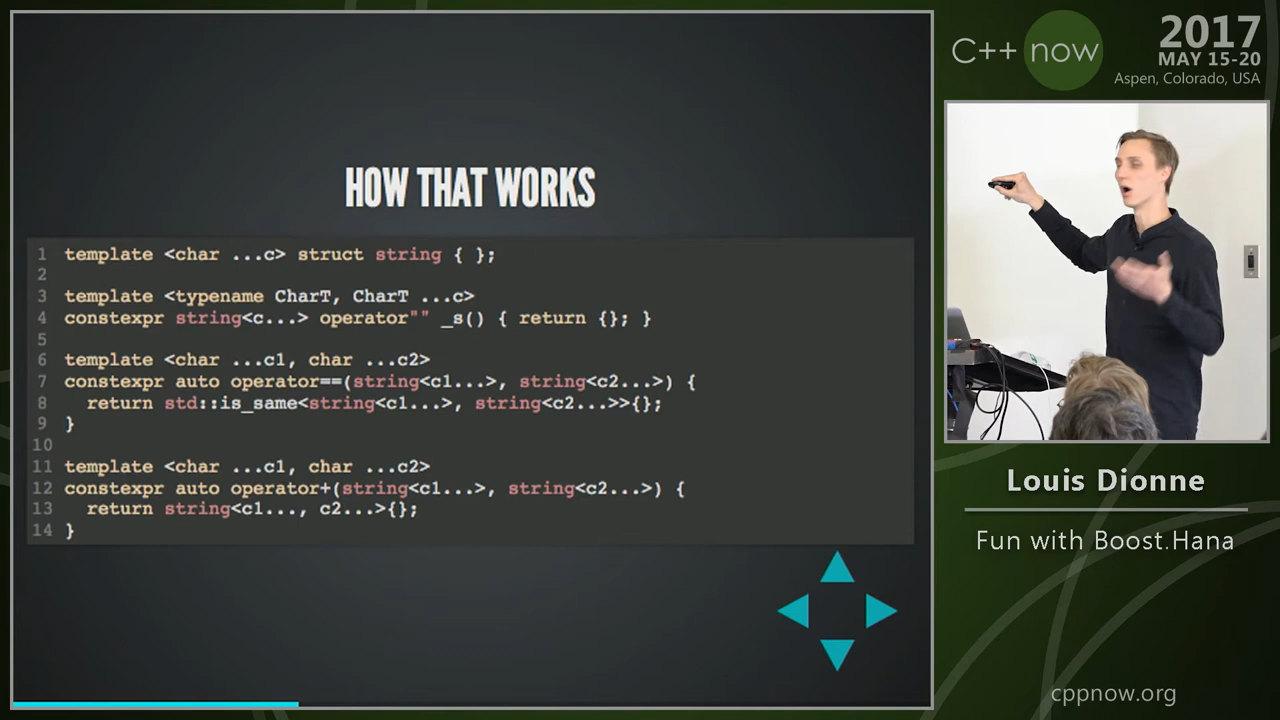 HOW THAT WORKS
1 template <char ...c> struct string { };
2
3 template <typename CharT, CharT ...c>
4 constexpr string<c...> operator"" _s() { return {}; }
5
6 template <char ...c1, char ...c2>
7 constexpr auto operator==(string<c1...>, string<c2...>) {
8   return std::is_same<string<c1...>, string<c2...>>{};
9 }
10
11 template <char ...c1, char ...c2>
12 constexpr auto operator+(string<c1...>, string<c2...>) {
13   return string<c1..., c2...>{};
14 }
C++ now
2017
MAY 15-20
Aspen, Colorado, USA
Louis Dionne
Fun with Boost.Hana
cppnow.org